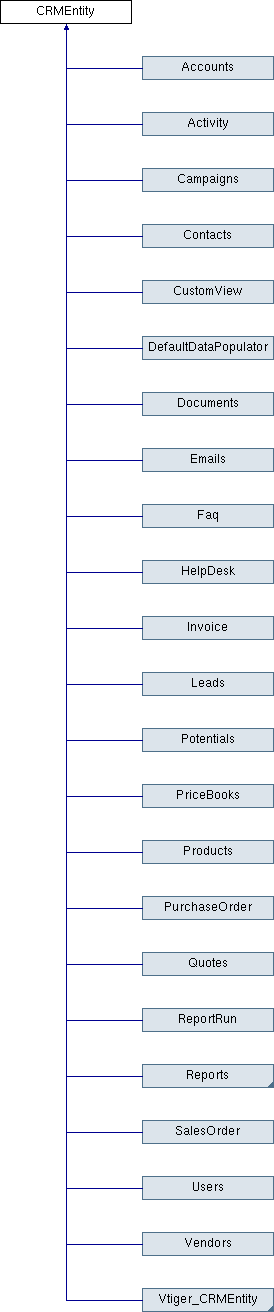 CRMEntity
Accounts
Activity
Campaigns
Contacts
CustomView
DefaultDataPopulator
Documents
Emails
Faq
HelpDesk
Invoice
Leads
Potentials
PriceBooks
Products
PurchaseOrder
Quotes
ReportRun
Reports
SalesOrder
Users
Vendors
Vtiger_CRMEntity